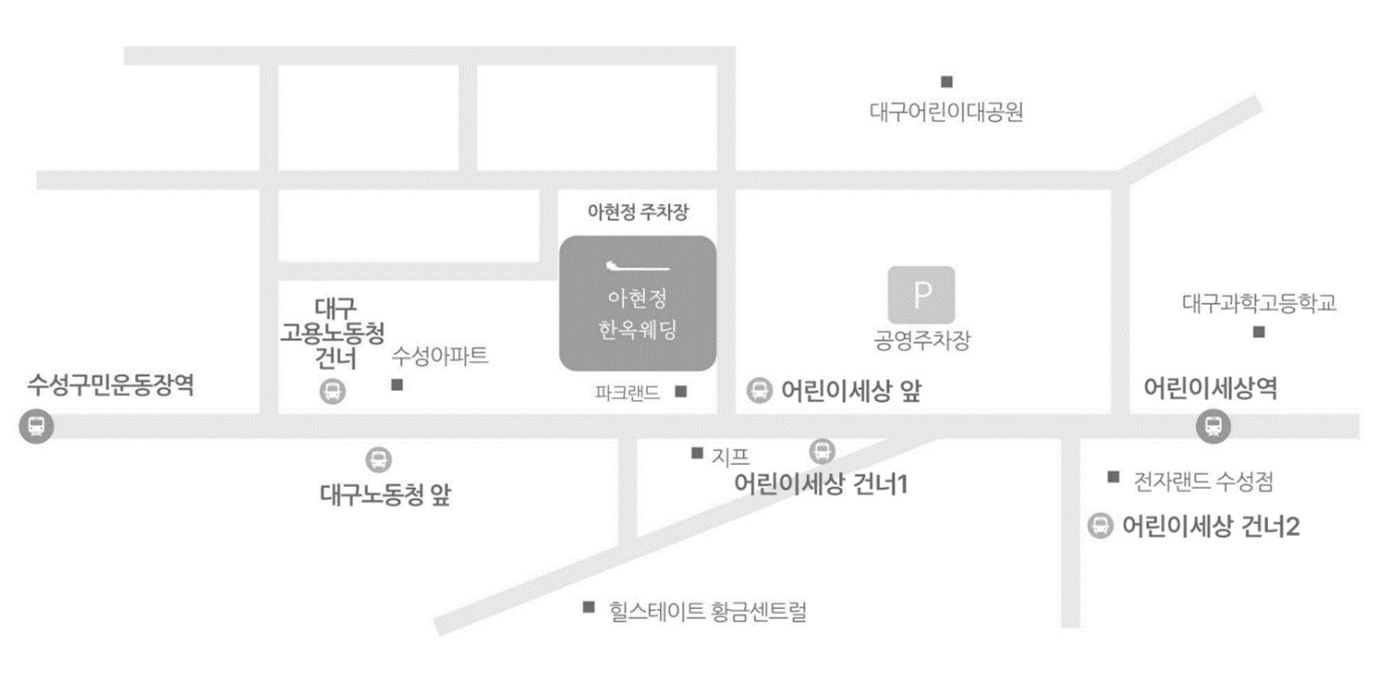 대구어린이대공원
아현정 주차장
아현정
한옥웨딩
P
공영주차장
대구과학고등학교
대구
고용노동청
건너
수성아파트
수성구민운동장역
파크랜드
어린이세상 앞
어린이세상역
지프
어린이세상 건너1
대구노동청 앞
전자랜드 수성점
어린이세상 건너2
힐스테이트 황금센트럴